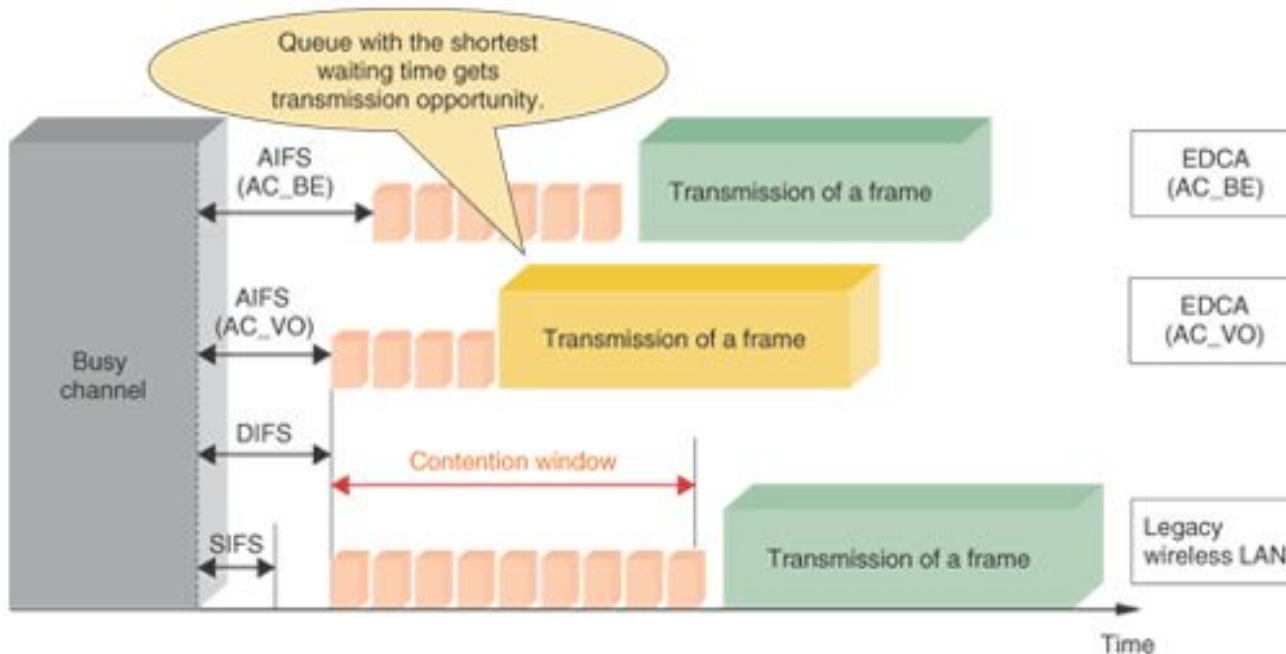 Queue with the shortest
waiting time gets
transmission opportunity.
AIFS
(AC_BE)
Transmission of a frame
EDCA
(AC_BE)
AIFS
(AC_VO)
Transmission of a frame
EDCA
(AC_VO)
Busy
channel
DIFS
Contention window
SIFS
Transmission of a frame
Legacy
wireless LAN
Time